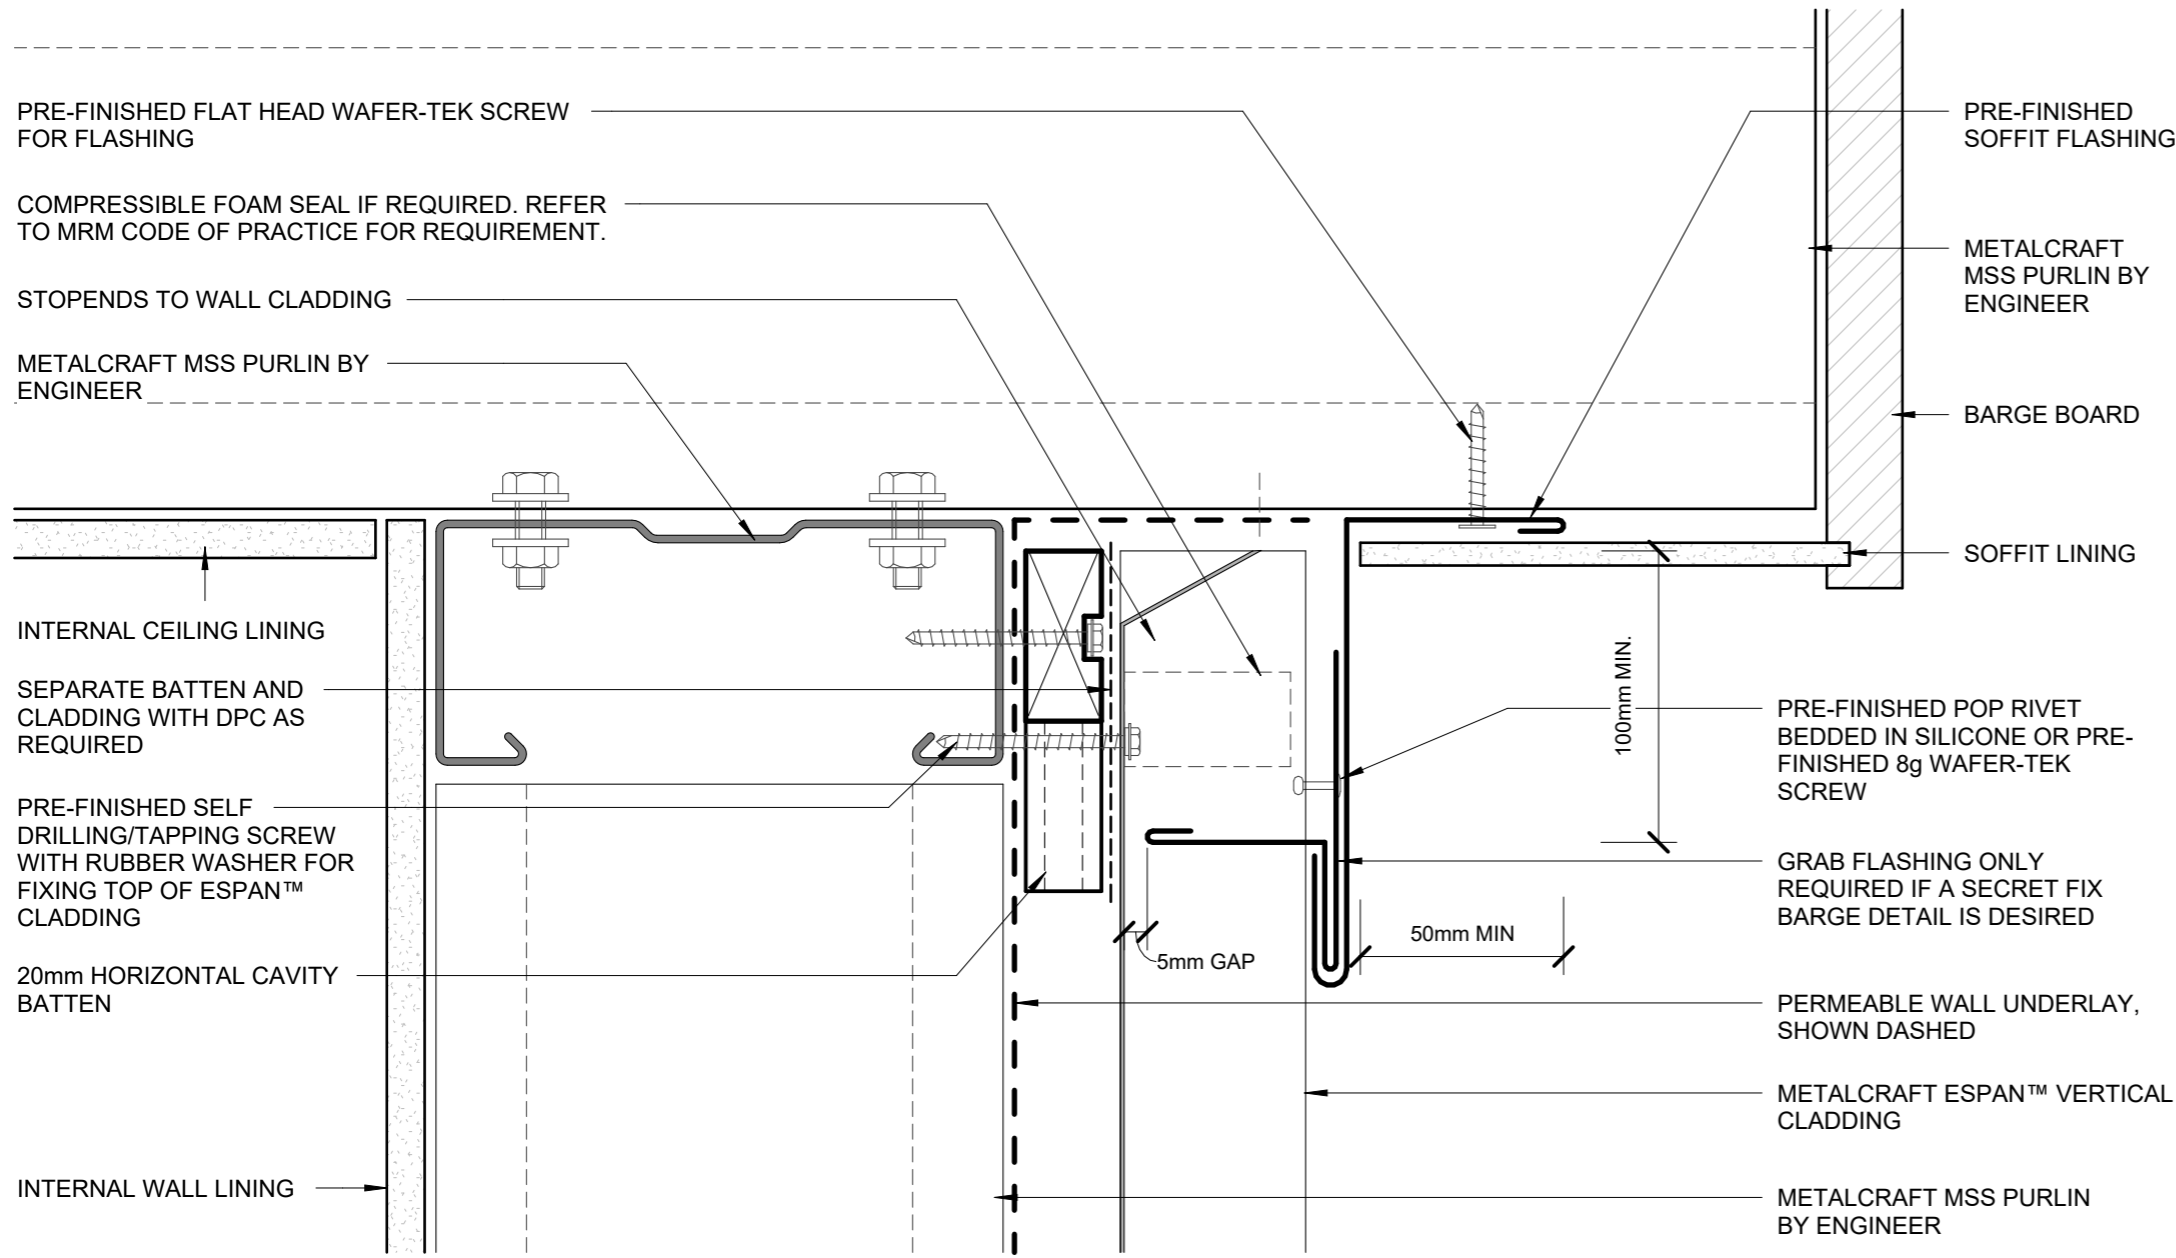 PRE-FINISHED FLAT HEAD WAFER-TEK SCREW
FOR FLASHING
COMPRESSIBLE FOAM SEAL IF REQUIRED. REFER
TO MRM CODE OF PRACTICE FOR REQUIREMENT.
STOPENDS TO WALL CLADDING
METALCRAFT MSS PURLIN BY
ENGINEER
INTERNAL CEILING LINING
SEPARATE BATTEN AND
CLADDING WITH DPC AS
REQUIRED
PRE-FINISHED SELF
DRILLING/TAPPING SCREW
WITH RUBBER WASHER FOR
FIXING TOP OF ESPAN™
CLADDING
20mm HORIZONTAL CAVITY
BATTEN
INTERNAL WALL LINING
5mm GAP
50mm MIN
100mm MIN.
PRE-FINISHED
SOFFIT FLASHING
METALCRAFT
MSS PURLIN BY
ENGINEER
BARGE BOARD
SOFFIT LINING
PRE-FINISHED POP RIVET
BEDDED IN SILICONE OR PRE-
FINISHED 8g WAFER-TEK
SCREW
GRAB FLASHING ONLY
REQUIRED IF A SECRET FIX
BARGE DETAIL IS DESIRED
PERMEABLE WALL UNDERLAY,
SHOWN DASHED
METALCRAFT ESPAN™ VERTICAL
CLADDING
METALCRAFT MSS PURLIN
BY ENGINEER